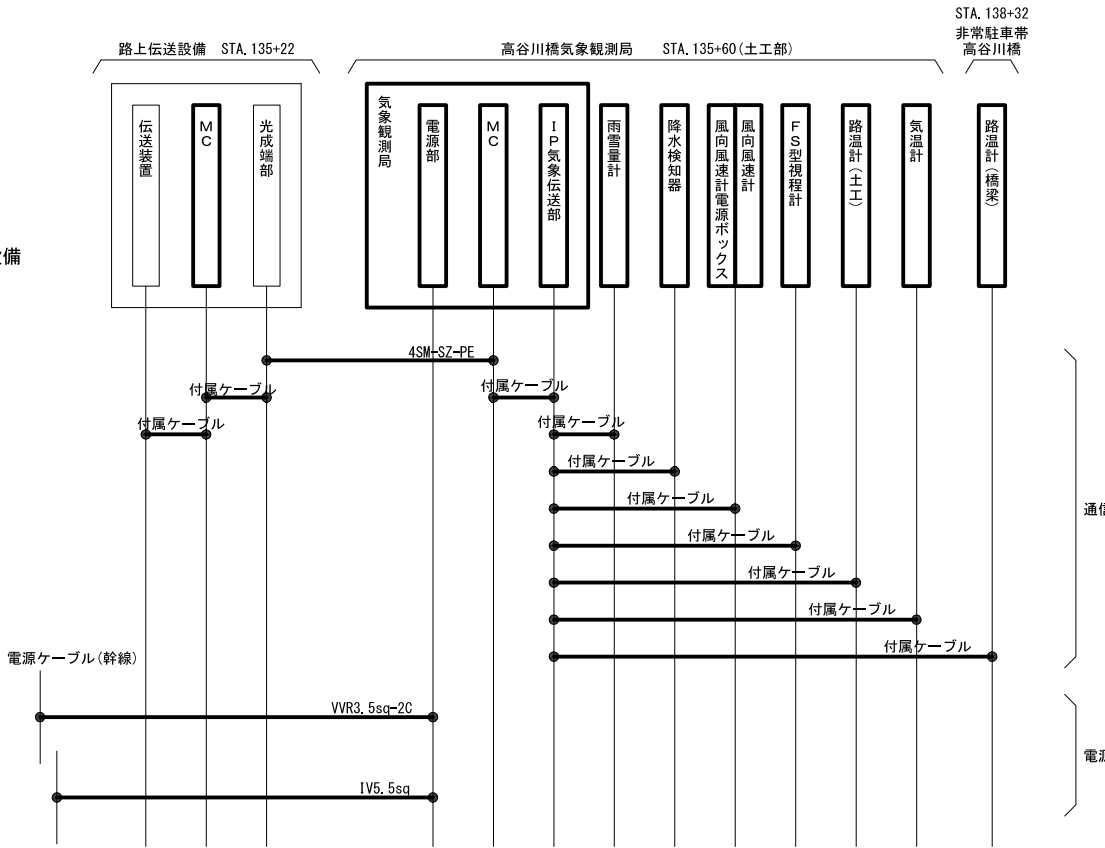 STA. 138+32
非常駐車帯
高谷川橋
路上伝送設備 STA. 135+22
高谷川橋気象観測局 STA. 135+60(土工部)
伝送装置
MC
光成端部
気象観測局
電源部
MC
IP気象伝送部
雨雪量計
降水検知器
風向風速計電源ボックス
風向風速計
FS型視程計
路温計(土工)
気温計
路温計(橋梁)
備
4SM-SZ-PE
付属ケーブル
付属ケーブル
付属ケーブル
付属ケーブル
付属ケーブル
付属ケーブル
付属ケーブル
通信
付属ケーブル
付属ケーブル
付属ケーブル
電源ケーブル(幹線)
VVR3.5sq-2C
電源
IV5.5sq